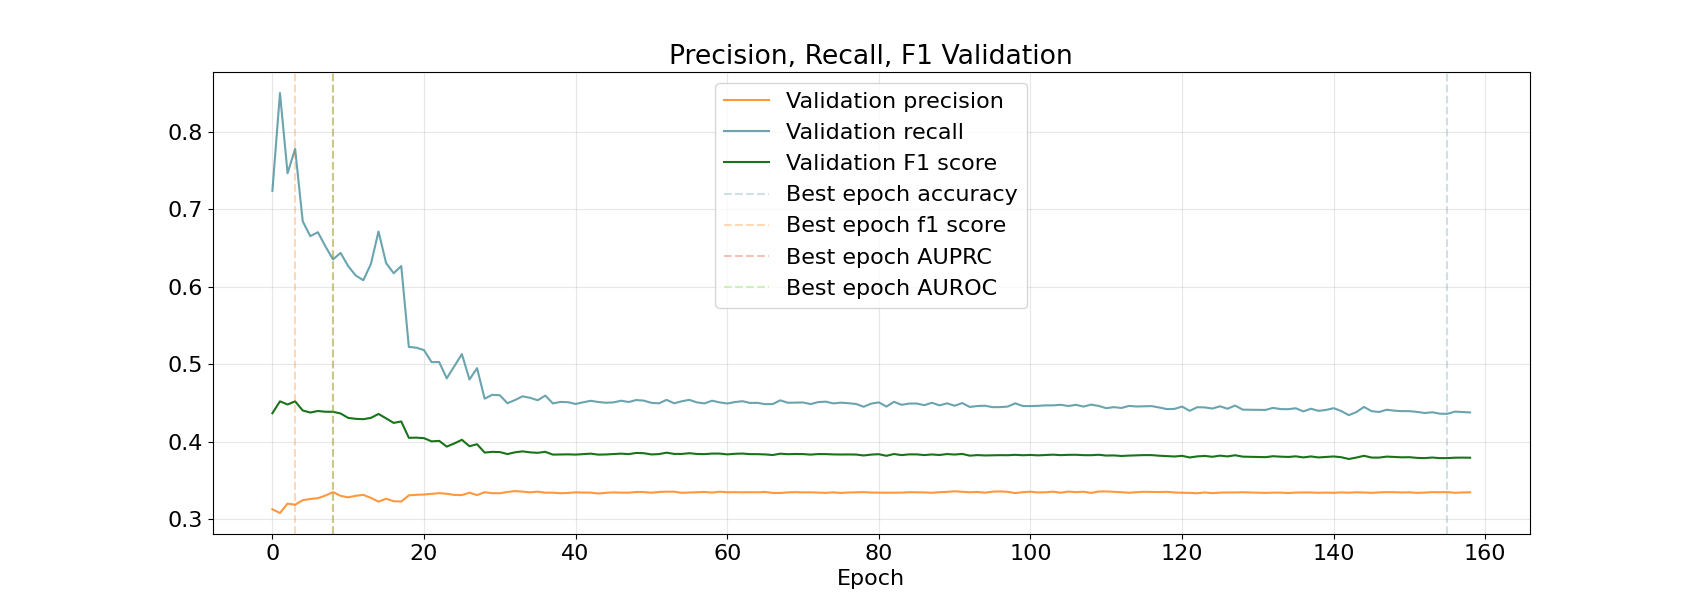 Precision, Recall, F1 Validation
Validation precision
Validation recall
Validation F1 score
Best epoch accuracy
Best epoch f1 score
Best epoch AUPRC
Best epoch AUROC
0.8
0.7
0.6
0.5
0.4
0.3
0 20 40 60 80 100 120 140 160
Epoch